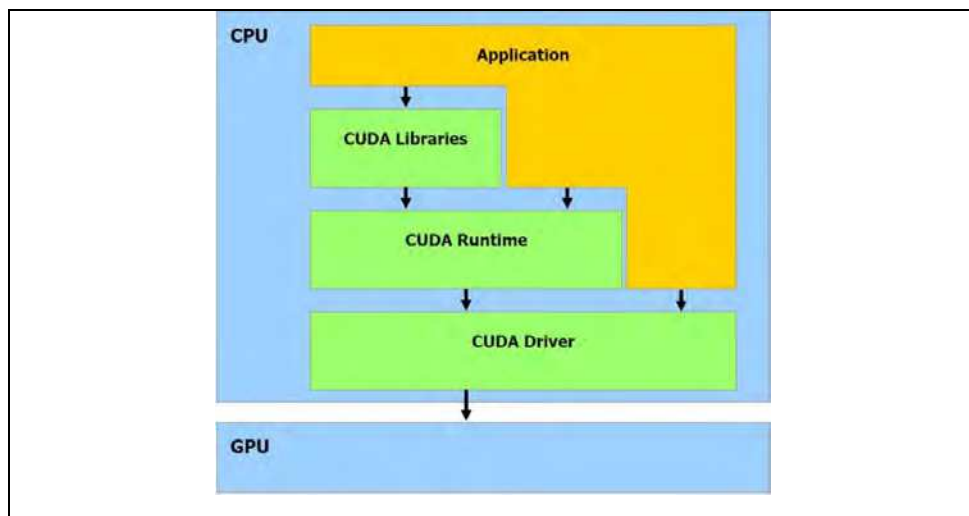 CPU
Application
CUDA Libraries
CUDA Runtime
CUDA Driver
GPU